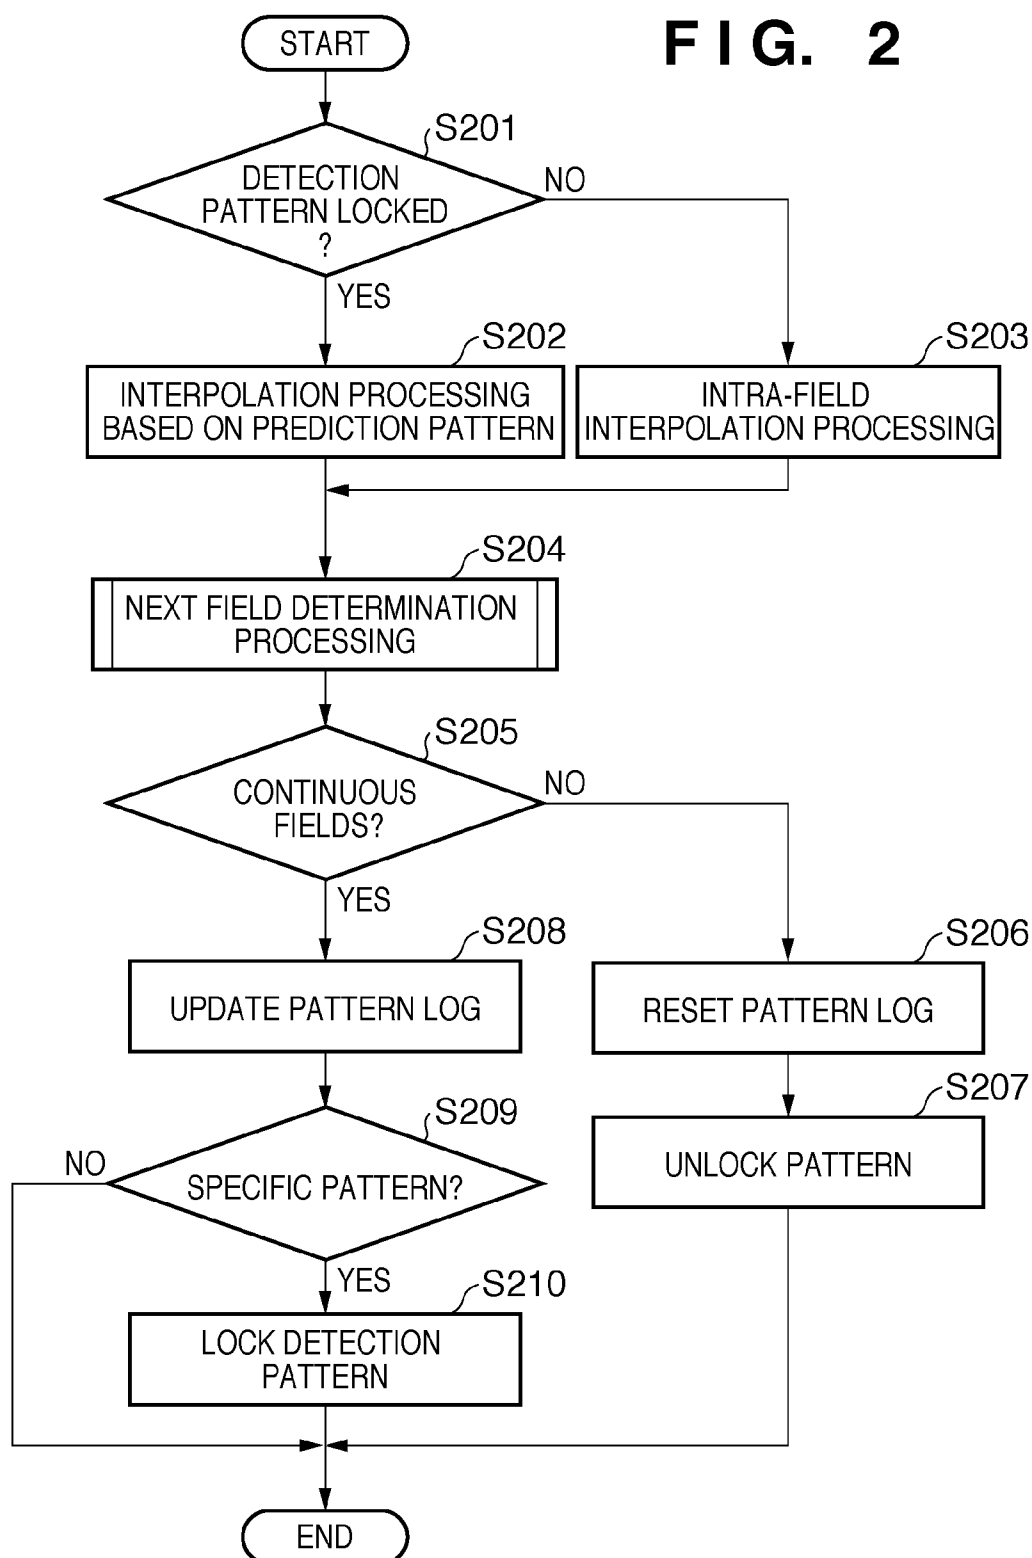 START
FIG. 2
S201
DETECTION
PATTERN LOCKED
?
NO
YES
S202
INTERPOLATION PROCESSING
BASED ON PREDICTION PATTERN
S203
INTRA-FIELD
INTERPOLATION PROCESSING
S204
NEXT FIELD DETERMINATION
PROCESSING
S205
CONTINUOUS
FIELDS?
NO
YES
S208
UPDATE PATTERN LOG
S206
RESET PATTERN LOG
S207
UNLOCK PATTERN
S209
SPECIFIC PATTERN?
NO
YES
S210
LOCK DETECTION
PATTERN
END